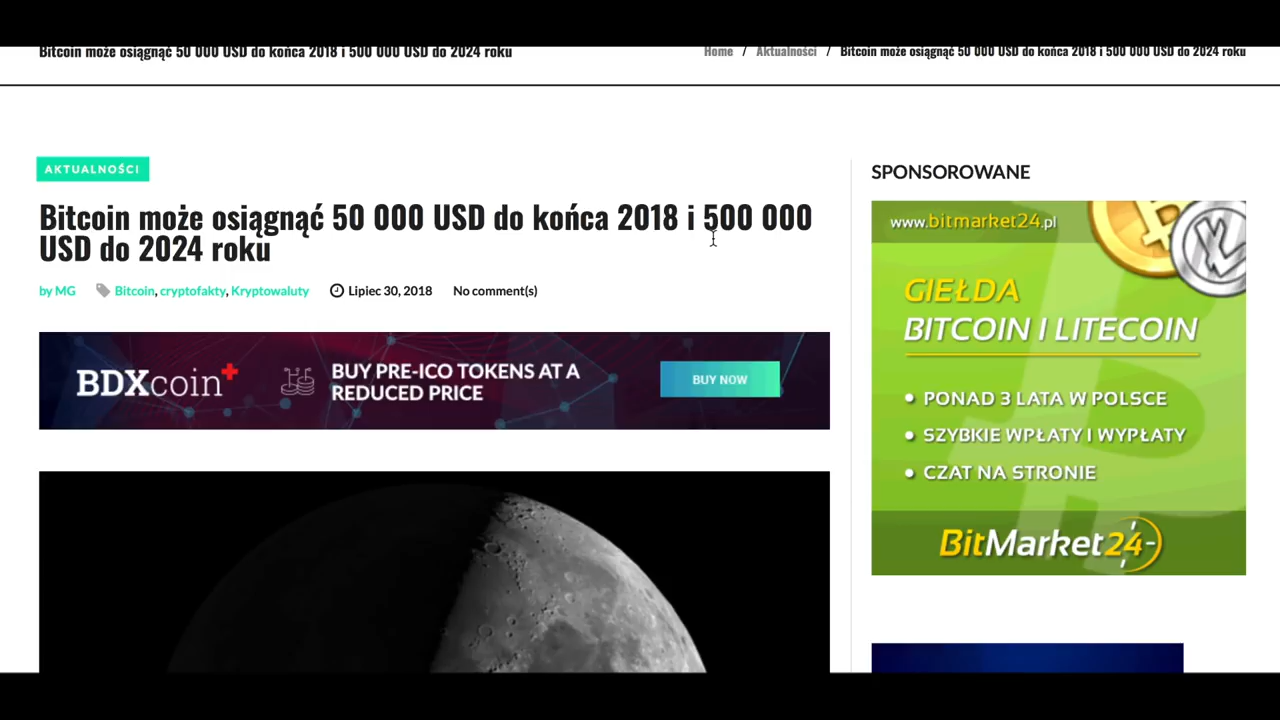 Bitcoin może osiągnąć 50 000 USD do końca 2018 i 500 000 USD do 2024 roku
Home / Aktualności / Bitcoin może osiągnąć 50 000 USD do końca 2018 i 500 000 USD do 2024 roku
AKTUALNOŚCI
Bitcoin może osiągnąć 50 000 USD do końca 2018 i 500 000
USD do 2024 roku
by MG Bitcoin, cryptofakty, Kryptowaluty Lipiec 30, 2018 No comment(s)
BDXcoin+
BUY PRE-ICO TOKENS AT A
REDUCED PRICE
BUY NOW
SPONSOROWANE
www.bitmarket24.pl
GIEŁDA
BITCOIN I LITECOIN
• PONAD 3 LATA W POLSCE
• SZYBKIE WPŁATY I WYPŁATY
• CZAT NA STRONIE
BitMarket24